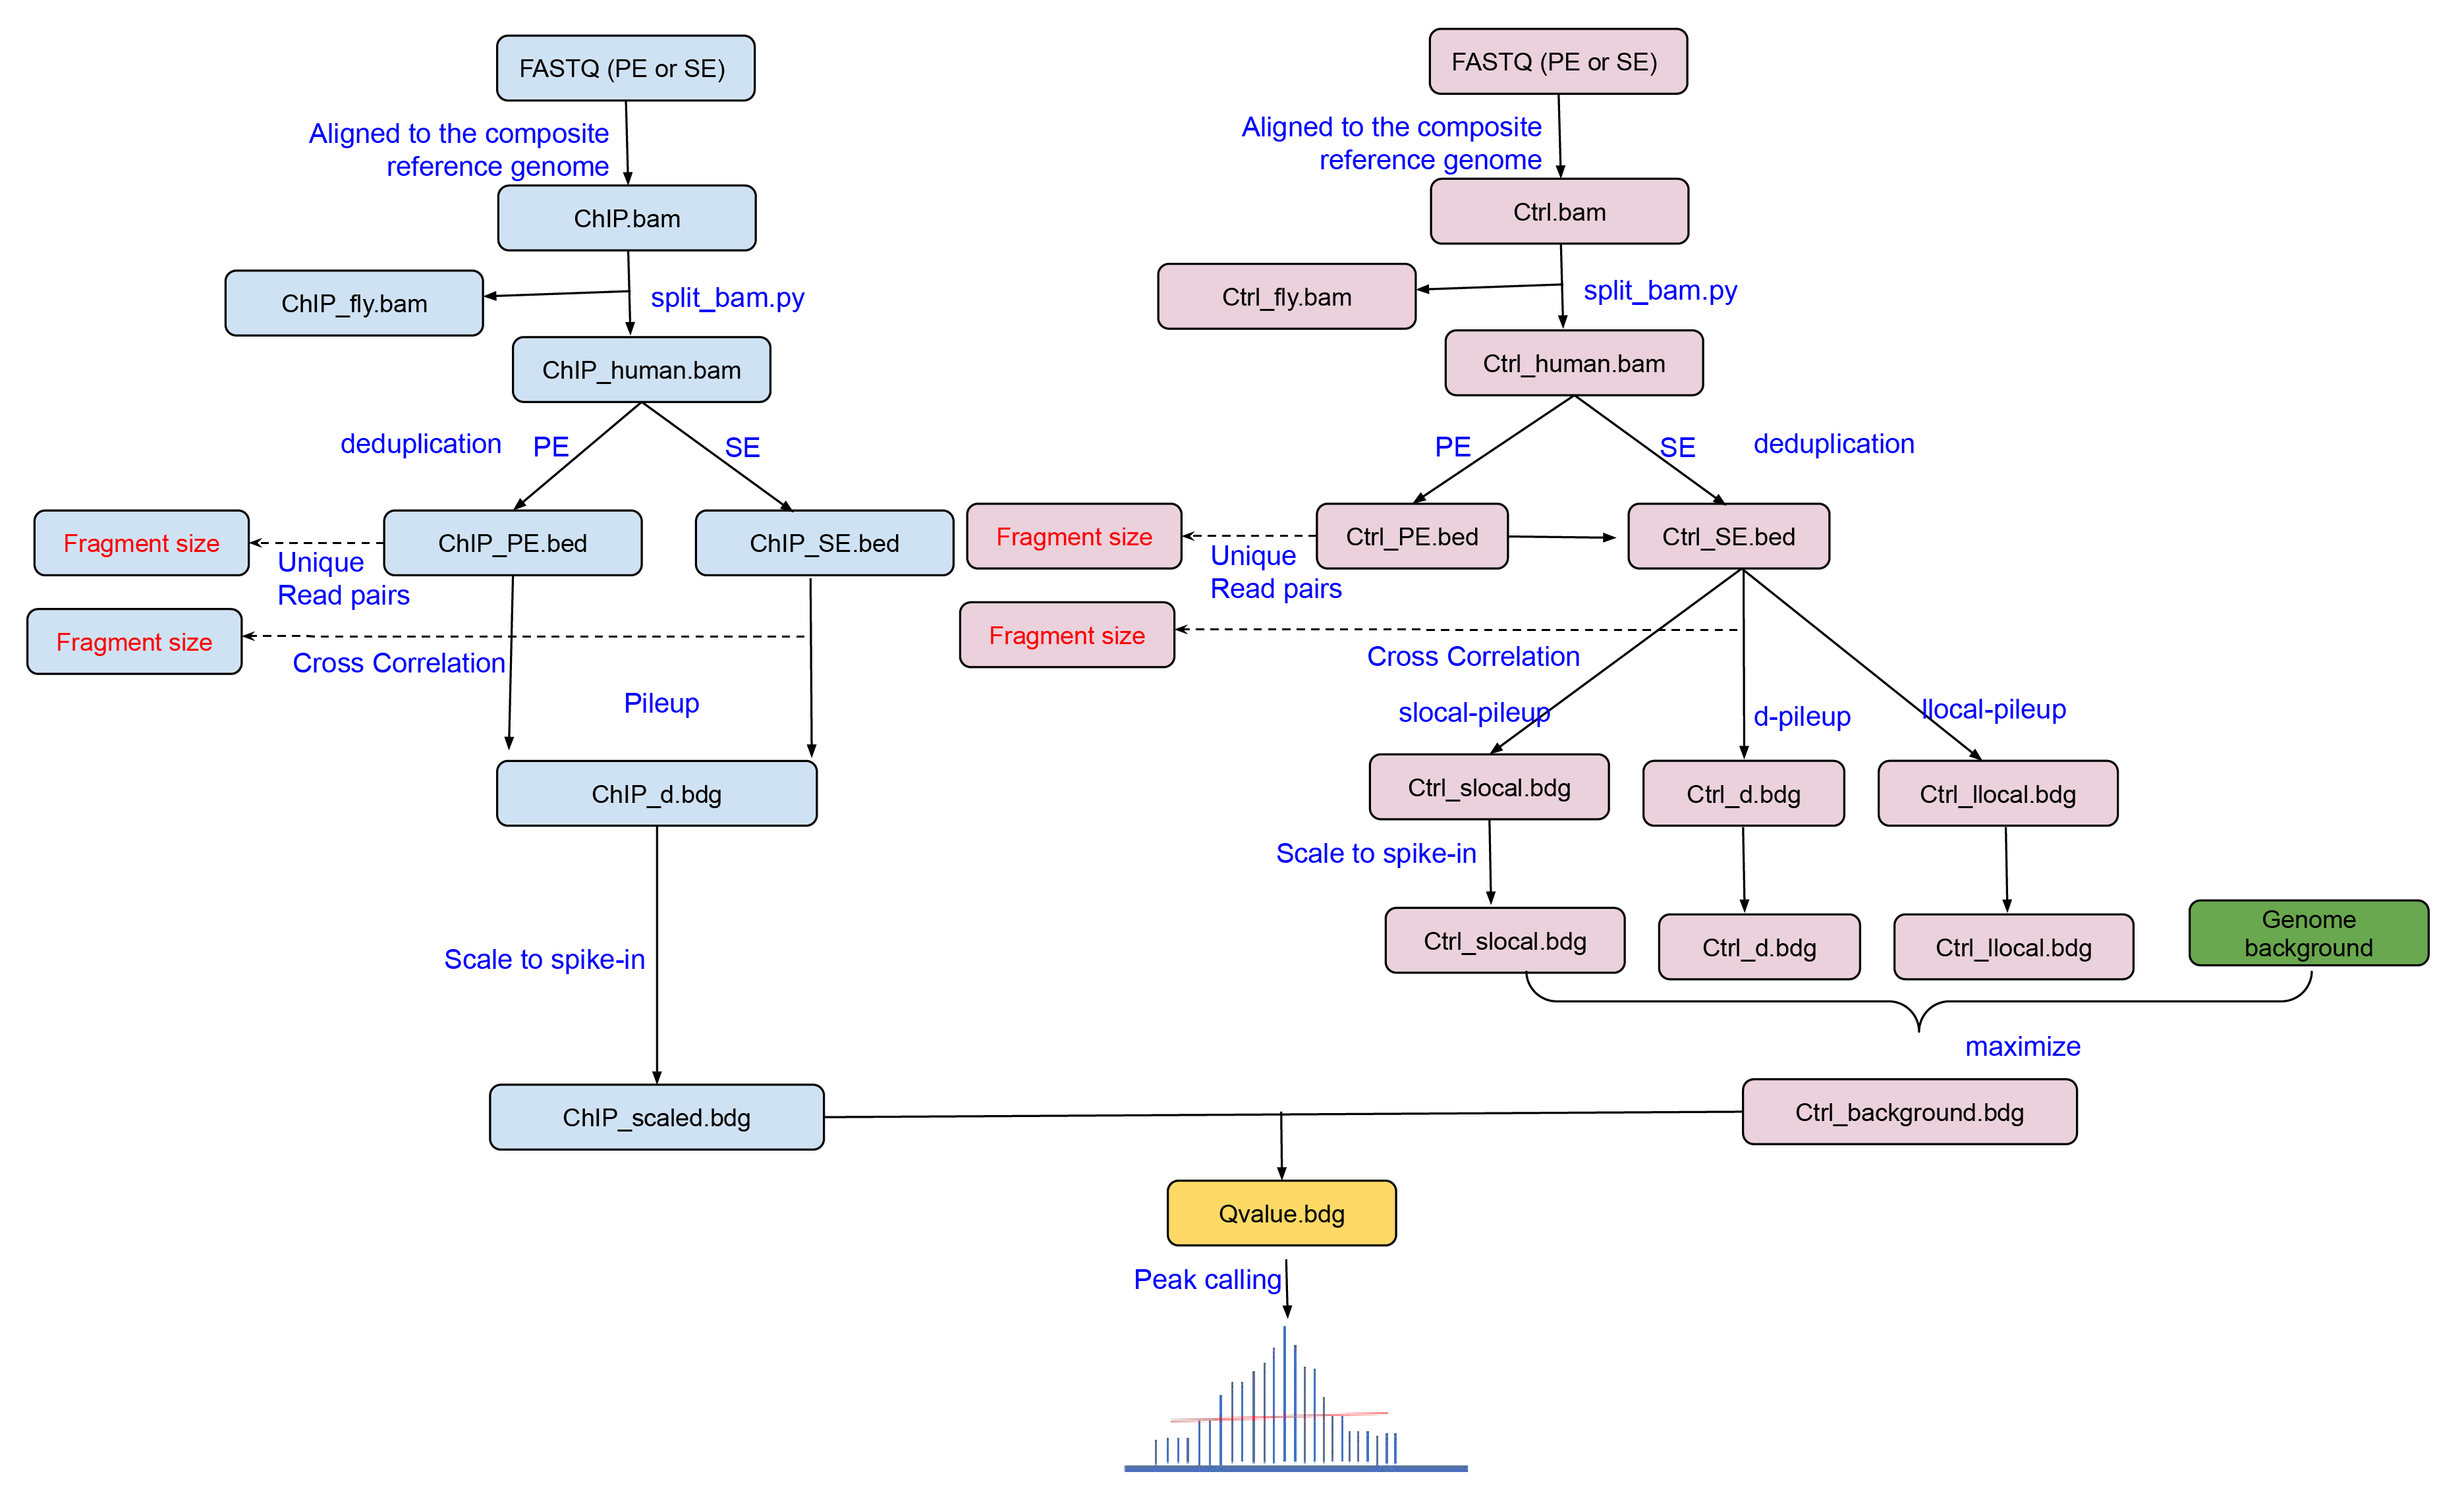 FASTQ (PE or SE)
Aligned to the composite
reference genome
ChIP.bam
ChIP_fly.bam
split_bam.py
ChIP_human.bam
deduplication
PE
SE
Fragment size
ChIP_PE.bed
ChIP_SE.bed
Unique
Read pairs
Fragment size
Cross Correlation
Pileup
ChIP_d.bdg
Scale to spike-in
ChIP_scaled.bdg
FASTQ (PE or SE)
Aligned to the composite
reference genome
Ctrl.bam
Ctrl_fly.bam
split_bam.py
Ctrl_human.bam
PE
SE
deduplication
Fragment size
Ctrl_PE.bed
Ctrl_SE.bed
Unique
Read pairs
Fragment size
Cross Correlation
slocal-pileup
d-pileup
llocal-pileup
Ctrl_slocal.bdg
Ctrl_d.bdg
Ctrl_llocal.bdg
Scale to spike-in
Ctrl_slocal.bdg
Ctrl_d.bdg
Ctrl_llocal.bdg
Genome
background
maximize
Ctrl_background.bdg
Qvalue.bdg
Peak calling